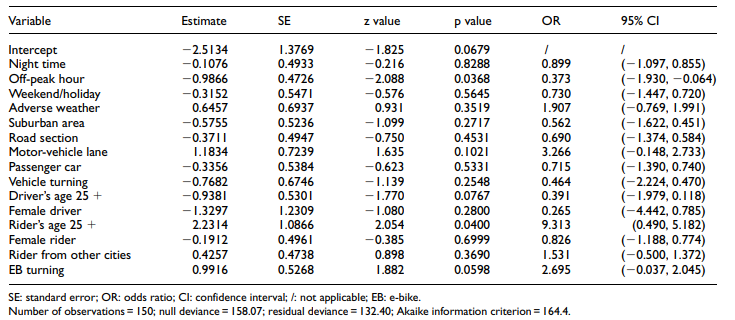 Variable Estimate SE z value p value OR 95% CI
Intercept −2.5134 1.3769 −1.825 0.0679 / /
Night time −0.1076 0.4933 −0.216 0.8288 0.899 (−1.097, 0.855)
Off-peak hour −0.9866 0.4726 −2.088 0.0368 0.373 (−1.930, −0.064)
Weekend/holiday −0.3152 0.5471 −0.576 0.5645 0.730 (−1.447, 0.720)
Adverse weather 0.6457 0.6937 0.931 0.3519 1.907 (−0.769, 1.991)
Suburban area −0.5755 0.5236 −1.099 0.2717 0.562 (−1.622, 0.451)
Road section −0.3711 0.4947 −0.750 0.4531 0.690 (−1.374, 0.584)
Motor-vehicle lane 1.1834 0.7239 1.635 0.1021 3.266 (−0.148, 2.733)
Passenger car −0.3356 0.5384 −0.623 0.5331 0.715 (−1.390, 0.740)
Vehicle turning −0.7682 0.6746 −1.139 0.2548 0.464 (−2.224, 0.470)
Driver's age 25 + −0.9381 0.5301 −1.770 0.0767 0.391 (−1.979, 0.118)
Female driver −1.3297 1.2309 −1.080 0.2800 0.265 (−4.442, 0.785)
Rider's age 25 + 2.2314 1.0866 2.054 0.0400 9.313 (0.490, 5.182)
Female rider −0.1912 0.4961 −0.385 0.6999 0.826 (−1.188, 0.774)
Rider from other cities 0.4257 0.4738 0.898 0.3690 1.531 (−0.500, 1.372)
EB turning 0.9916 0.5268 1.882 0.0598 2.695 (−0.037, 2.045)
SE: standard error; OR: odds ratio; CI: confidence interval; /: not applicable; EB: e-bike.
Number of observations = 150; null deviance = 158.07; residual deviance = 132.40; Akaike information criterion = 164.4.